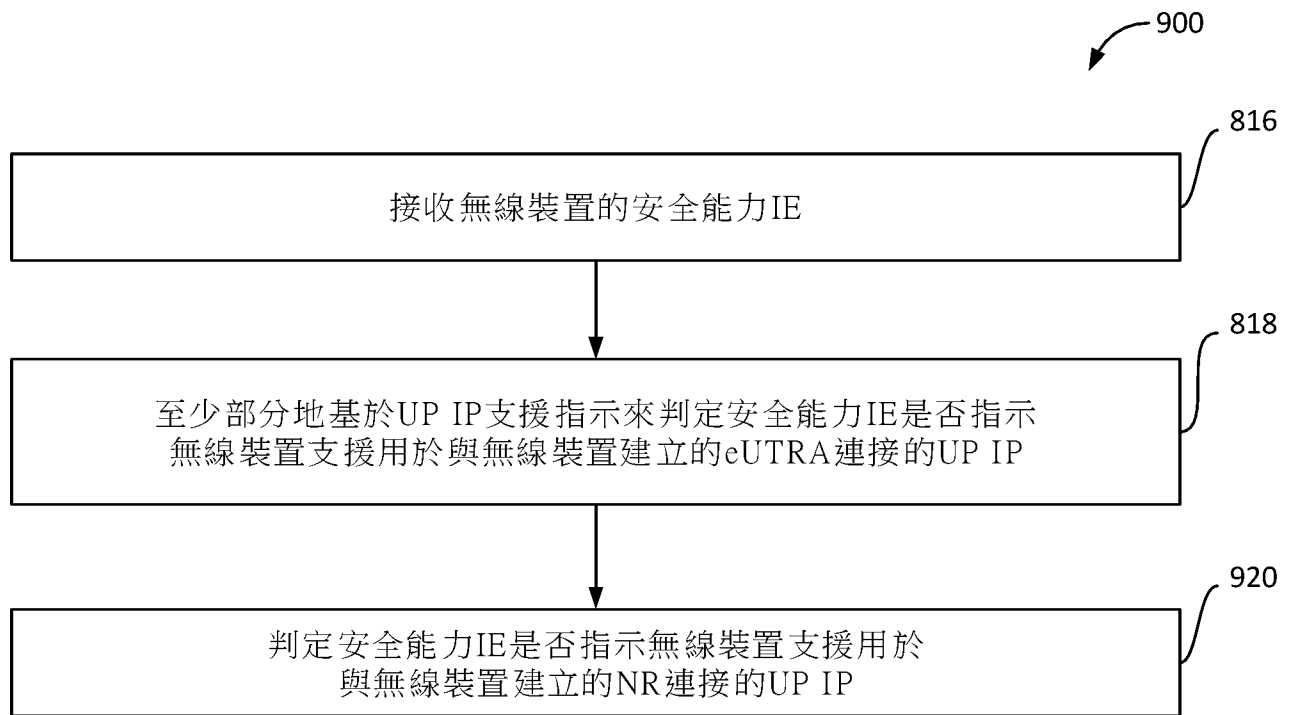 900
816
接收無線裝置的安全能力IE
818
至少部分地基於UP IP支援指示來判定安全能力IE是否指示
無線裝置支援用於與無線裝置建立的eUTRA連接的UP IP
920
判定安全能力IE是否指示無線裝置支援用於
與無線裝置建立的NR連接的UP IP